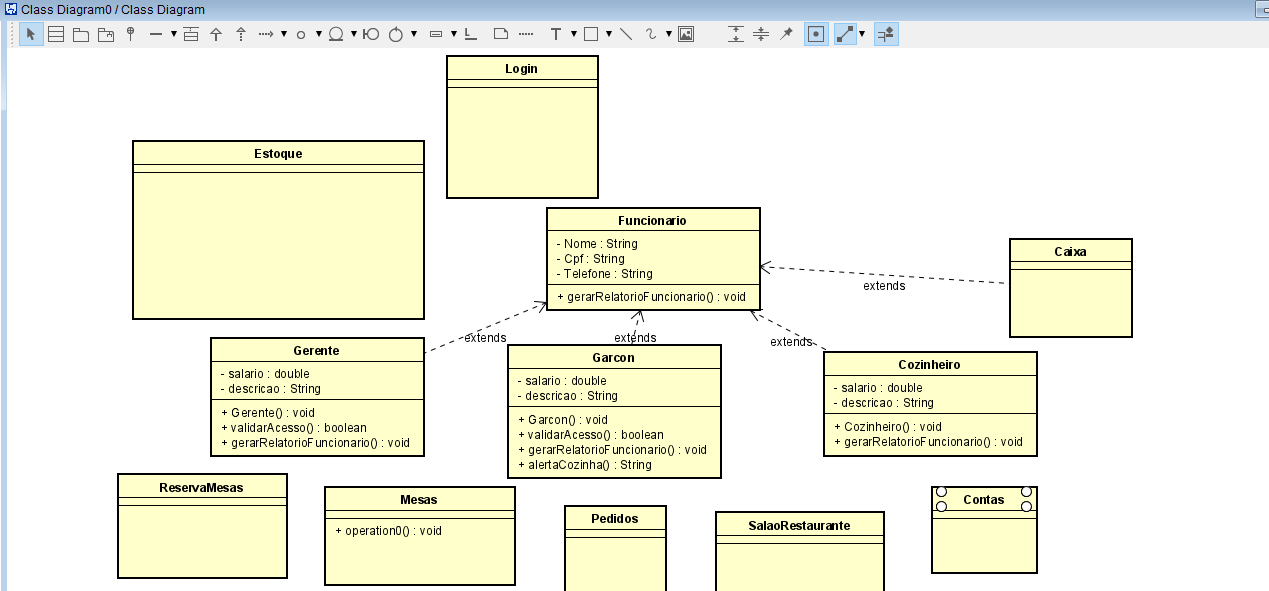 Class Diagram0 / Class Diagram
Login
Estoque
Funcionario
- Nome : String
- Cpf : String
- Telefone : String
+ gerarRelatorioFuncionario() : void
Caixa
extends
extends
extends
extends
Gerente
- salario : double
- descricao : String
+ Gerente() : void
+ validarAcesso() : boolean
+ gerarRelatorioFuncionario() : void
Garcon
- salario : double
- descricao : String
+ Garcon() : void
+ validarAcesso() : boolean
+ gerarRelatorioFuncionario() : void
+ alertaCozinha() : String
Cozinheiro
- salario : double
- descricao : String
+ Cozinheiro() : void
+ gerarRelatorioFuncionario() : void
ReservaMesas
Mesas
+ operation0() : void
Pedidos
SalaoRestaurante
Contas